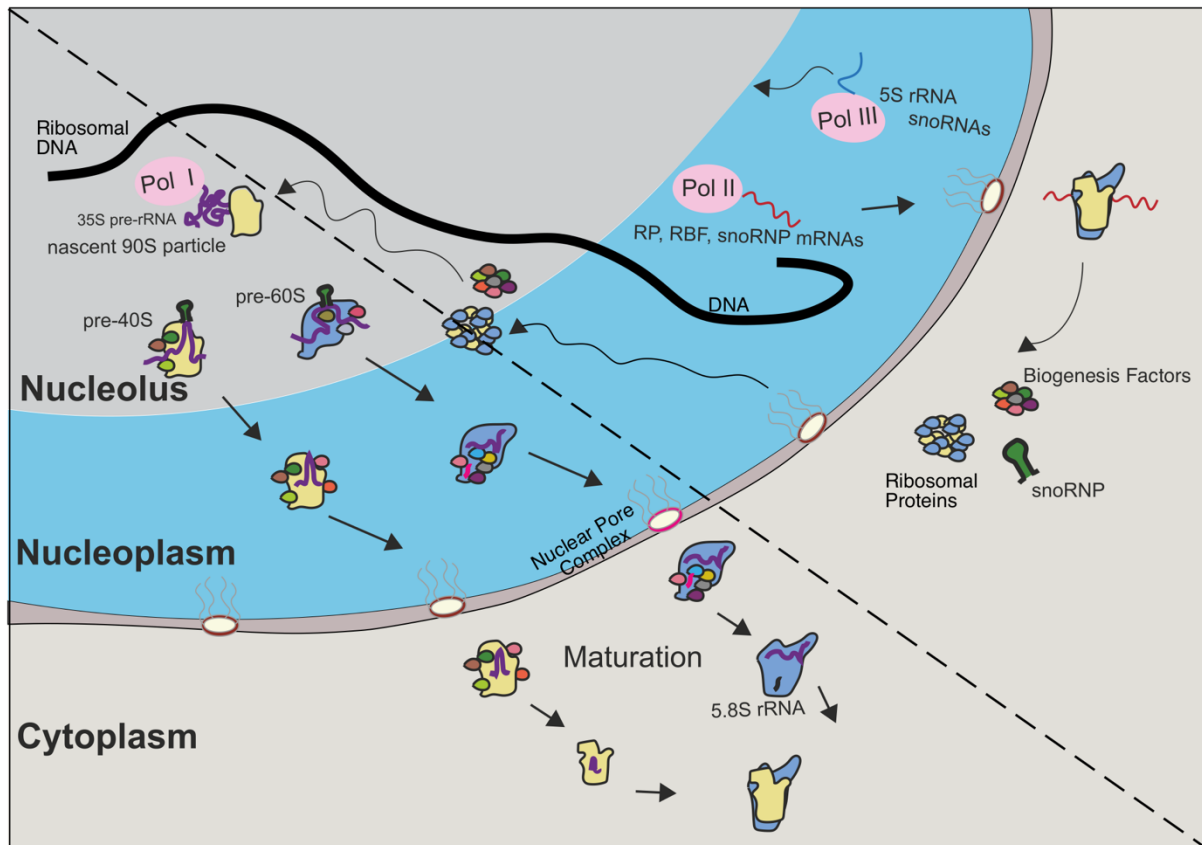 Ribosomal
DNA
Pol I
35S pre-rRNA
nascent 90S particle
pre-40S
pre-60S
Nucleolus
Nucleoplasm
Cytoplasm
5S rRNA
snoRNAs
Pol III
Pol II
RP, RBF, snoRNP mRNAs
DNA
Nuclear Pore
Complex
Biogenesis Factors
Ribosomal
Proteins
snoRNP
Maturation
5.8S rRNA